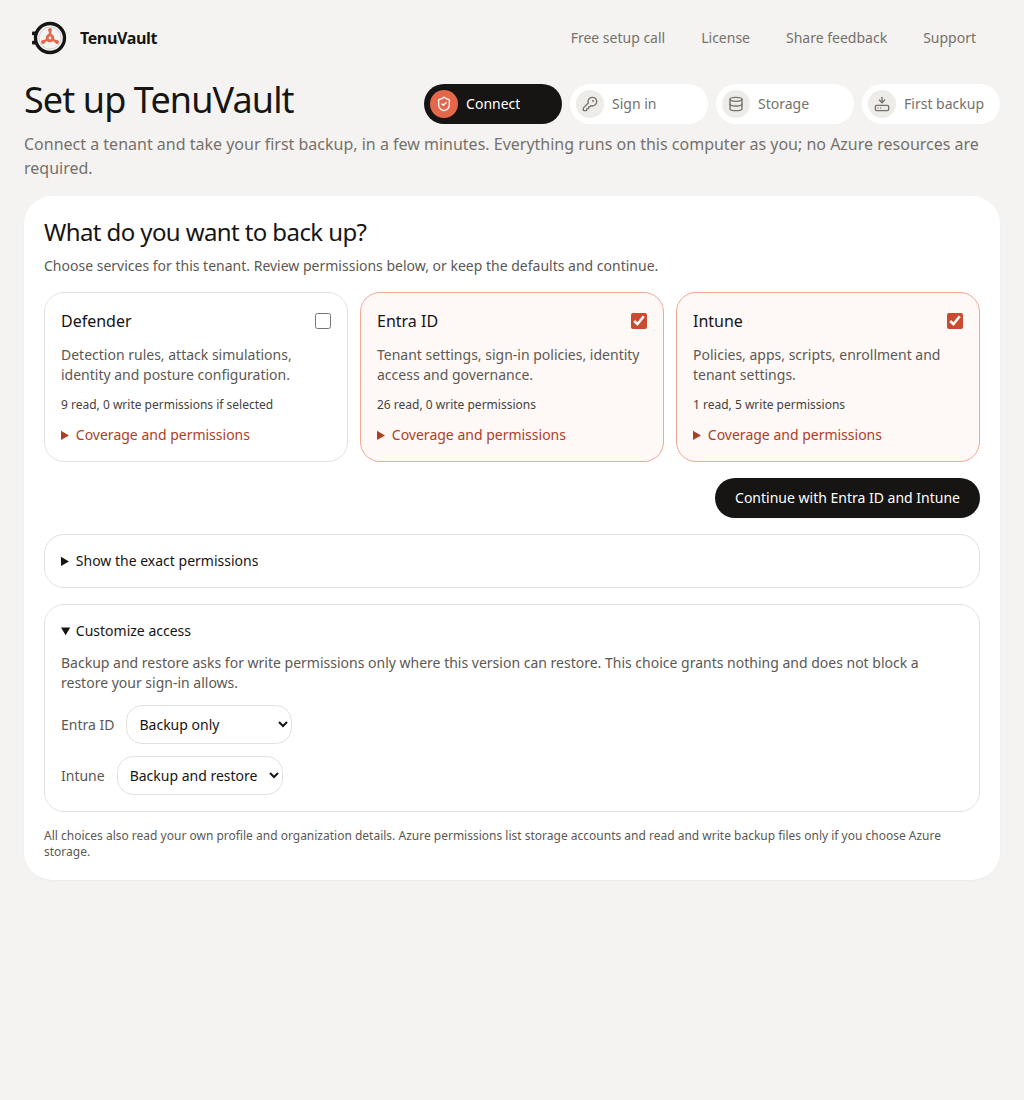 TenuVault
Free setup call
License
Share feedback
Support
Set up TenuVault
Connect
Sign in
Storage
First backup
Connect a tenant and take your first backup, in a few minutes. Everything runs on this computer as you; no Azure resources are
required.
What do you want to back up?
Choose services for this tenant. Review permissions below, or keep the defaults and continue.
Defender
Detection rules, attack simulations,
identity and posture configuration.
9 read, 0 write permissions if selected
Coverage and permissions
Entra ID
Tenant settings, sign-in policies, identity
access and governance.
26 read, 0 write permissions
Coverage and permissions
Intune
Policies, apps, scripts, enrollment and
tenant settings.
1 read, 5 write permissions
Coverage and permissions
Continue with Entra ID and Intune
Show the exact permissions
Customize access
Backup and restore asks for write permissions only where this version can restore. This choice grants nothing and does not block a
restore your sign-in allows.
Entra ID
Backup only
Intune
Backup and restore
All choices also read your own profile and organization details. Azure permissions list storage accounts and read and write backup files only if you choose Azure
storage.